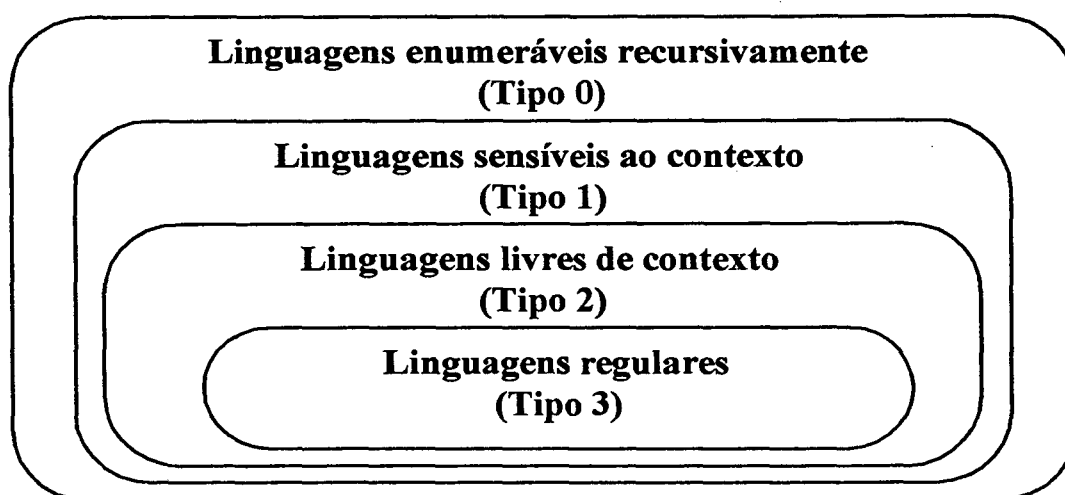 Linguagens enumeráveis recursivamente
(Tipo 0)
Linguagens sensíveis ao contexto
(Tipo 1)
Linguagens livres de contexto
(Tipo 2)
Linguagens regulares
(Tipo 3)